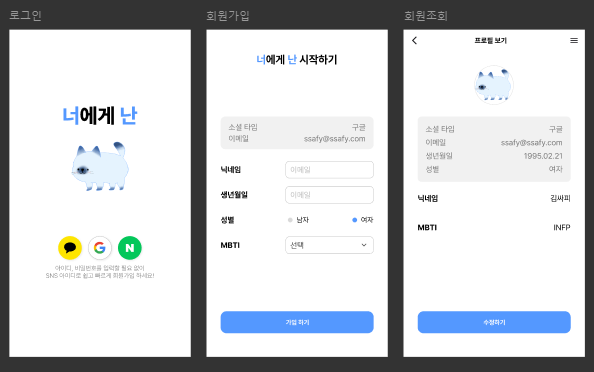 로그인
너에게 난
N
아이디, 비밀번호를 입력할 필요 없이
SNS 아이디로 쉽고 빠르게 회원가입 하세요!
회원가입
너에게 난 시작하기
소셜 타입 구글
이메일 ssafy@ssafy.com
닉네임 이메일
생년월일 이메일
성별 남자 여자
MBTI 선택
가입 하기
회원조회
프로필 보기
소셜 타입 구글
이메일 ssafy@ssafy.com
생년월일 1995.02.21
성별 여자
닉네임 김싸피
MBTI INFP
수정하기